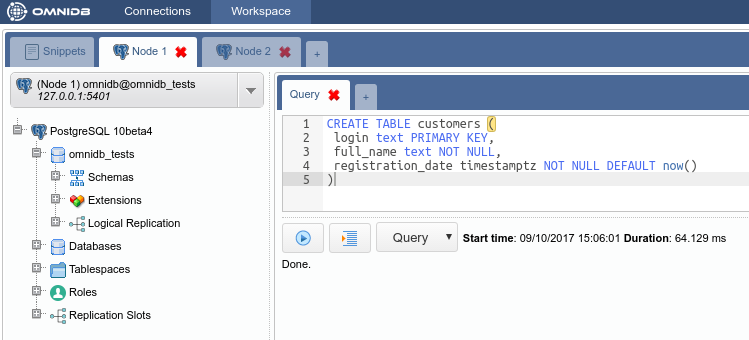 OMNIDB Connections Workspace
Snippets Node 1 Node 2 +
(Node 1) omnidb@omnidb_tests
127.0.0.1:5401
PostgreSQL 10beta4
omnidb_tests
Schemas
Extensions
Logical Replication
Databases
Tablespaces
Roles
Replication Slots
Query +
1 CREATE TABLE customers (
2 login text PRIMARY KEY,
3 full_name text NOT NULL,
4 registration_date timestamptz NOT NULL DEFAULT now()
5 )
Query Start time: 09/10/2017 15:06:01 Duration: 64.129 ms
Done.